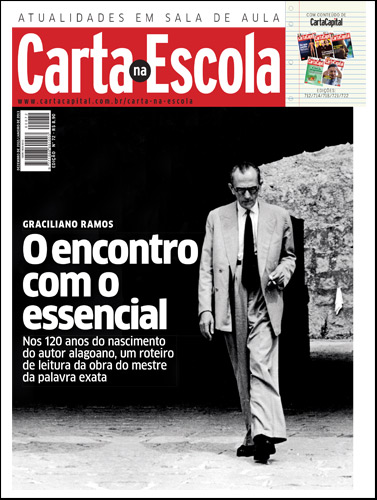 ATUALIDADES EM SALA DE AULA
Carta na Escola
www.cartacapital.com.br/carta-na-escola
COM CONTEÚDO DE
CartaCapital
EDIÇÕES
GRACILIANO RAMOS
O encontro
com o
essencial
Nos 120 anos do nascimento
do autor alagoano, um roteiro
de leitura da obra do mestre
da palavra exata